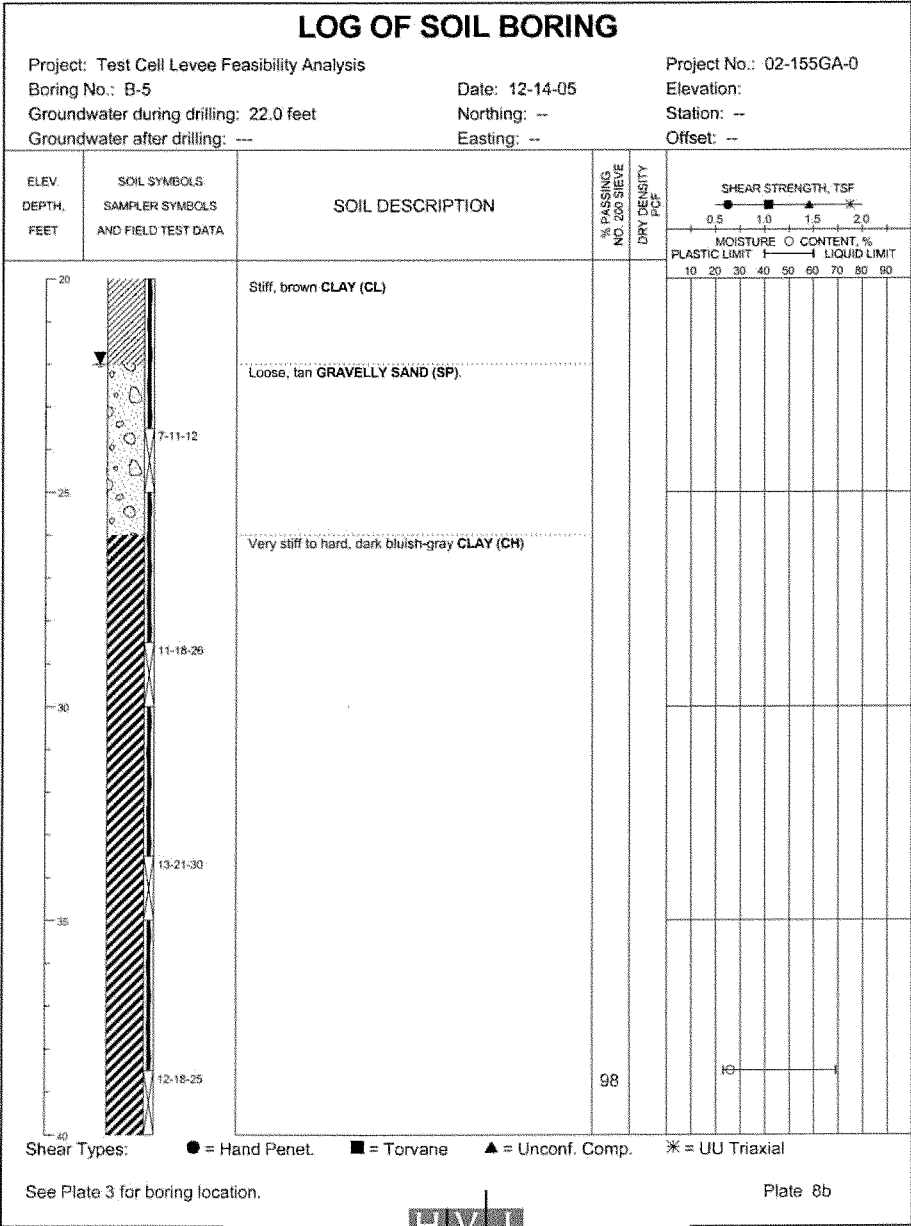 LOG OF SOIL BORING
Project: Test Cell Levee Feasibility Analysis Project No.: 02-155GA-0
Boring No.: B-5 Date: 12-14-05 Elevation:
Groundwater during drilling: 22.0 feet Northing: -- Station: --
Groundwater after drilling: --- Easting: -- Offset: --
ELEV. DEPTH, FEET
SOIL SYMBOLS SAMPLER SYMBOLS AND FIELD TEST DATA
SOIL DESCRIPTION
% PASSING NO. 200 SIEVE
DRY DENSITY PCF
SHEAR STRENGTH, TSF
0.5 1.0 1.5 2.0
MOISTURE O CONTENT, %
PLASTIC LIMIT LIQUID LIMIT
10 20 30 40 50 60 70 80 90
20
Stiff, brown CLAY (CL)
Loose, tan GRAVELLY SAND (SP).
7-11-12
25
Very stiff to hard, dark bluish-gray CLAY (CH)
11-18-26
30
13-21-30
35
12-18-25 98
40
Shear Types: ● = Hand Penet. ■ = Torvane ▲ = Unconf. Comp. ✳ = UU Triaxial
See Plate 3 for boring location. Plate 8b
HVJ